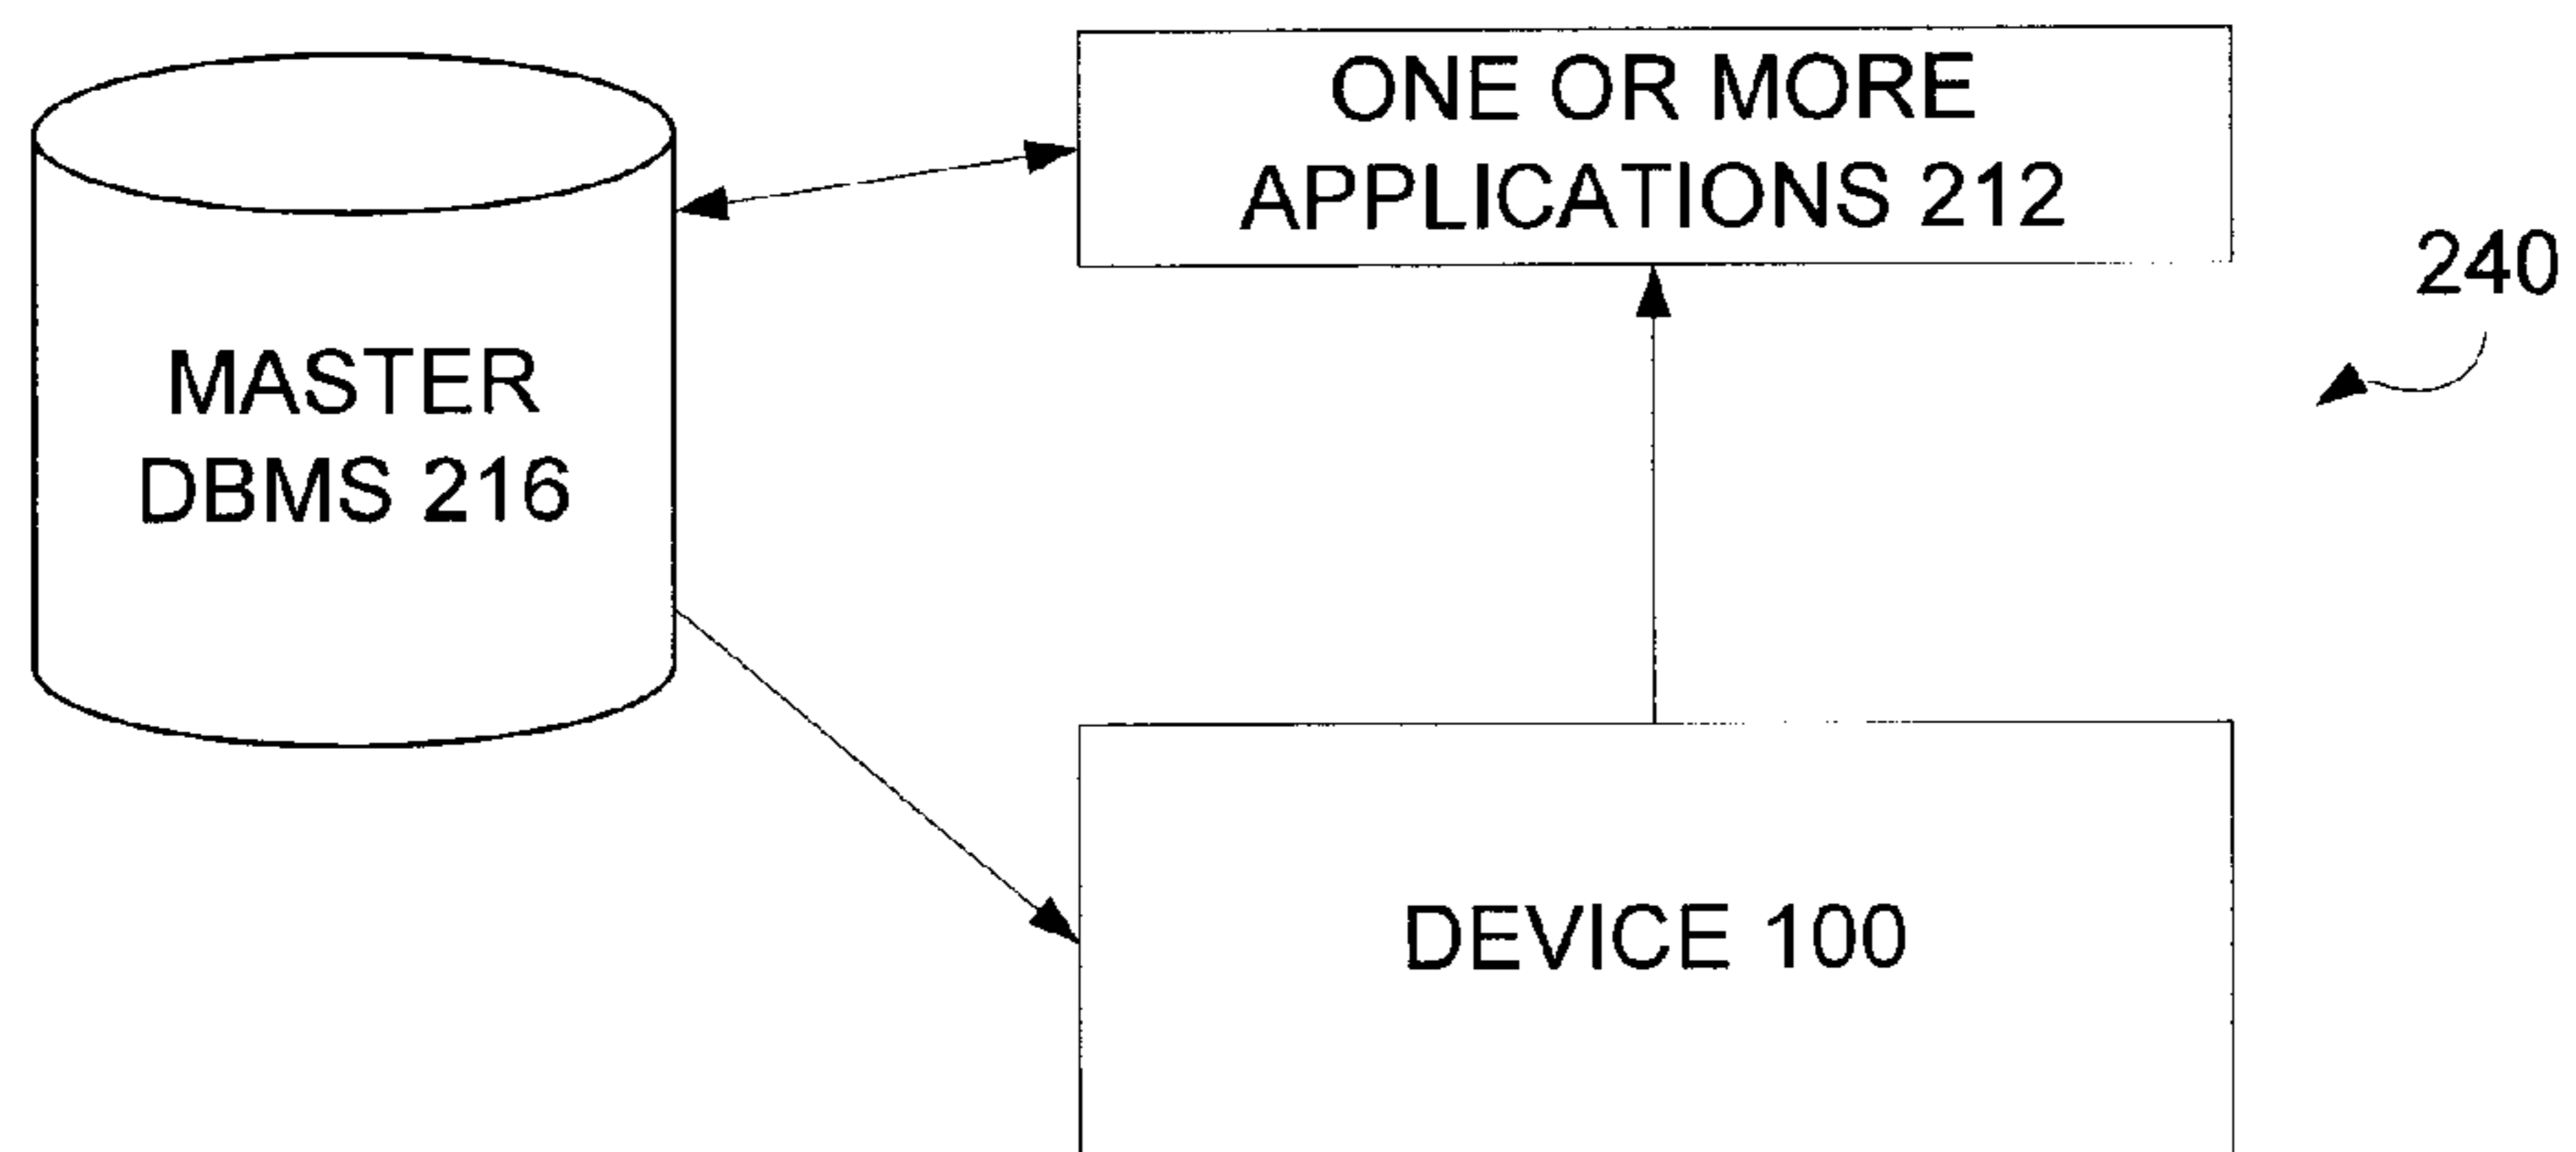 ONE OR MORE
APPLICATIONS 212
240
MASTER
DBMS 216
DEVICE 100